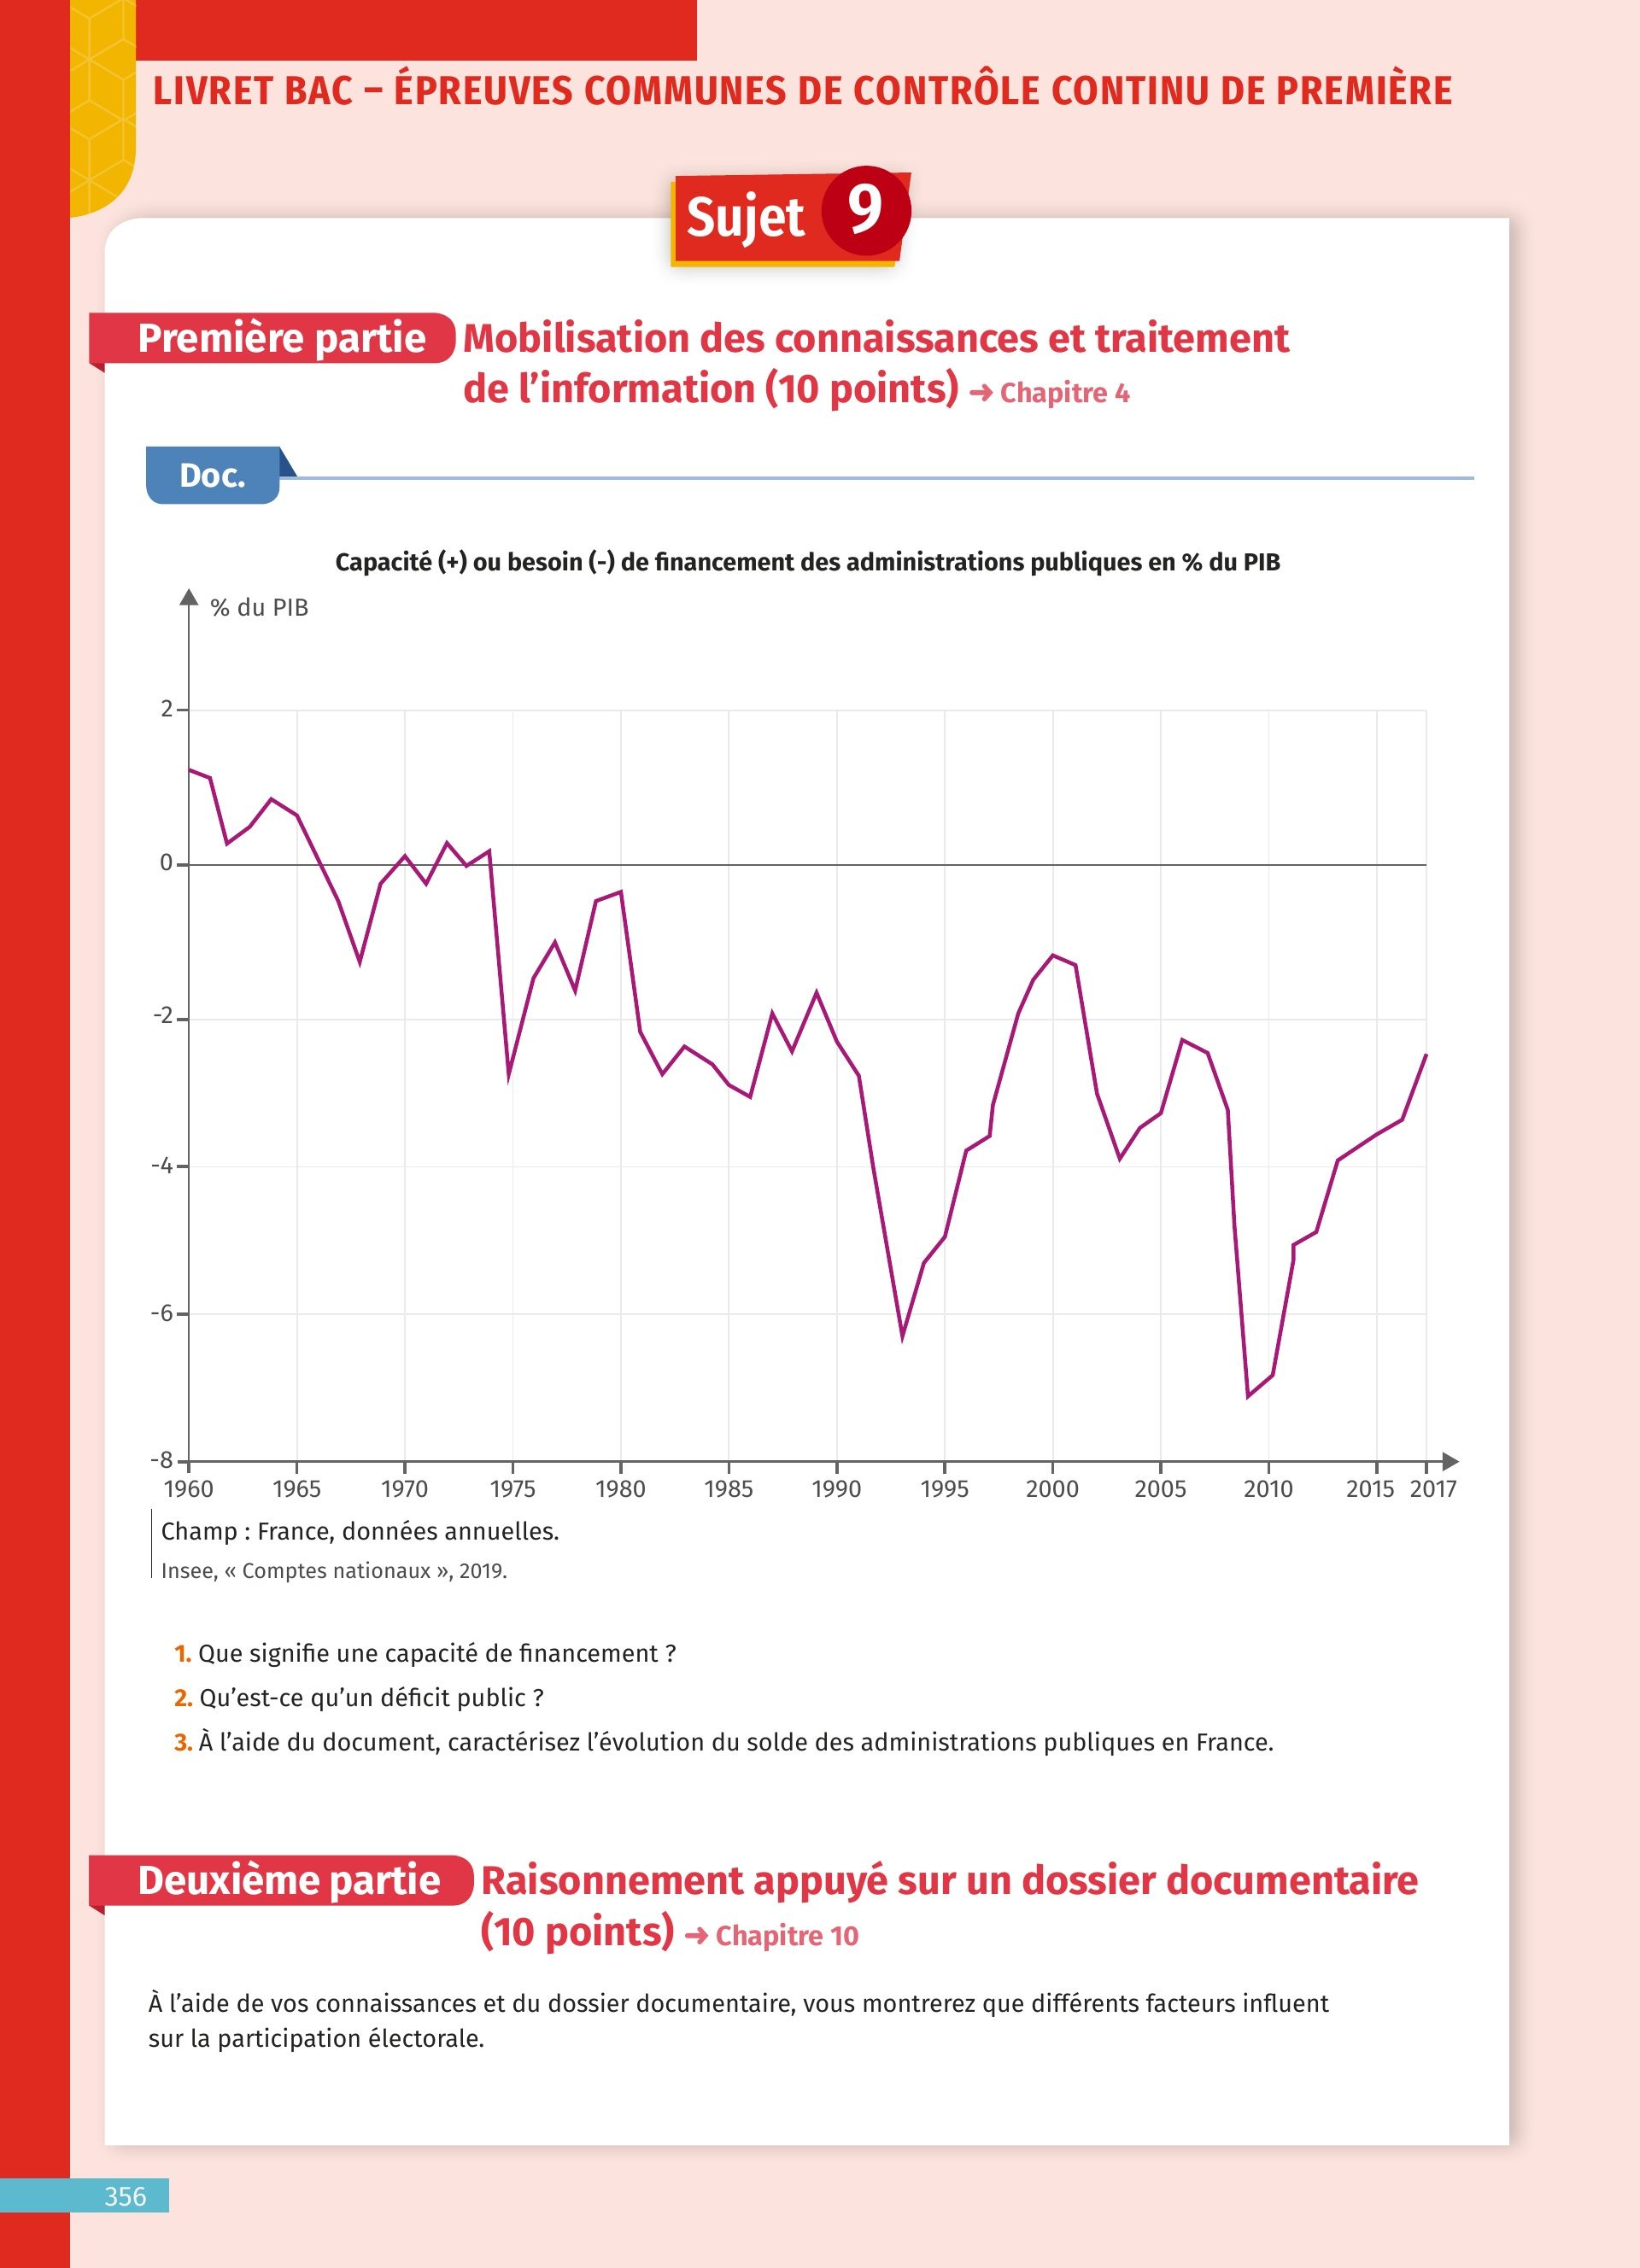 LIVRET BAC – ÉPREUVES COMMUNES DE CONTRÔLE CONTINU DE PREMIÈRE
Sujet 9
Première partie Mobilisation des connaissances et traitement
de l’information (10 points) ➜ Chapitre 4
Doc.
Capacité (+) ou besoin (-) de financement des administrations publiques en % du PIB
% du PIB
2
0
-2
-4
-6
-8
1960 1965 1970 1975 1980 1985 1990 1995 2000 2005 2010 2015 2017
Champ : France, données annuelles.
Insee, « Comptes nationaux », 2019.
1. Que signifie une capacité de financement ?
2. Qu’est-ce qu’un déficit public ?
3. À l’aide du document, caractérisez l’évolution du solde des administrations publiques en France.
Deuxième partie Raisonnement appuyé sur un dossier documentaire
(10 points) ➜ Chapitre 10
À l’aide de vos connaissances et du dossier documentaire, vous montrerez que différents facteurs influent
sur la participation électorale.
356